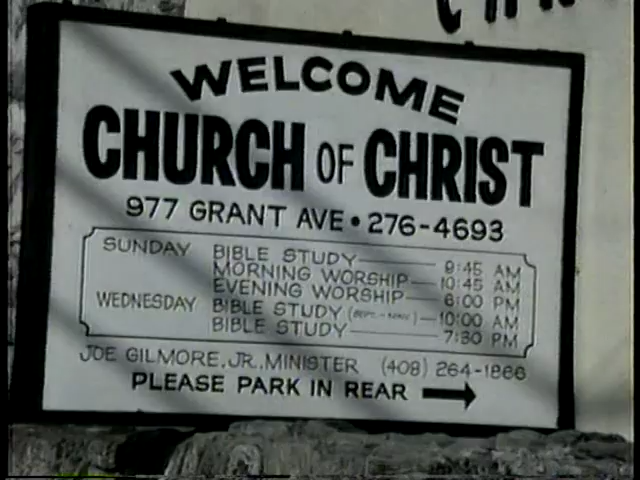 WELCOME
CHURCH OF CHRIST
977 GRANT AVE • 276-4693
SUNDAY BIBLE STUDY 9:45 AM
MORNING WORSHIP 10:45 AM
EVENING WORSHIP 6:00 PM
WEDNESDAY BIBLE STUDY 10:00 AM
BIBLE STUDY 7:30 PM
JOE GILMORE, JR., MINISTER (408) 264-1866
PLEASE PARK IN REAR